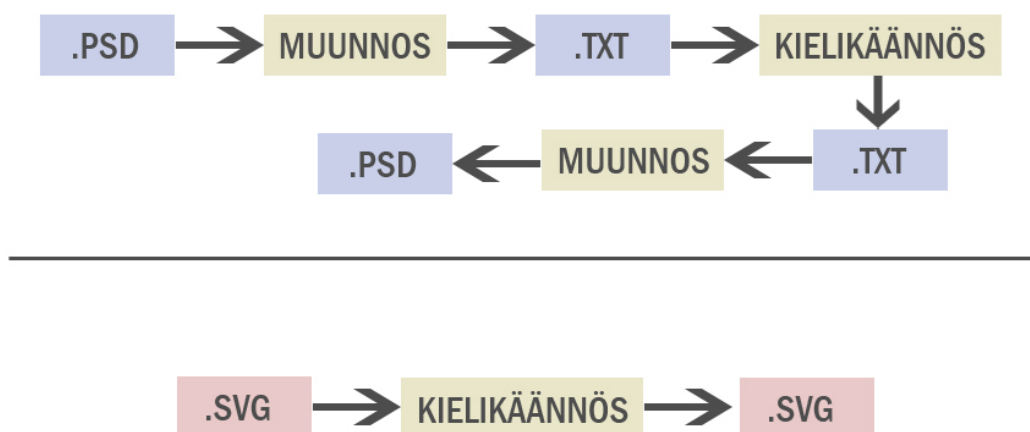 .PSD MUUNNOS .TXT KIELIKÄÄNNÖS
.PSD MUUNNOS .TXT
.SVG KIELIKÄÄNNÖS .SVG